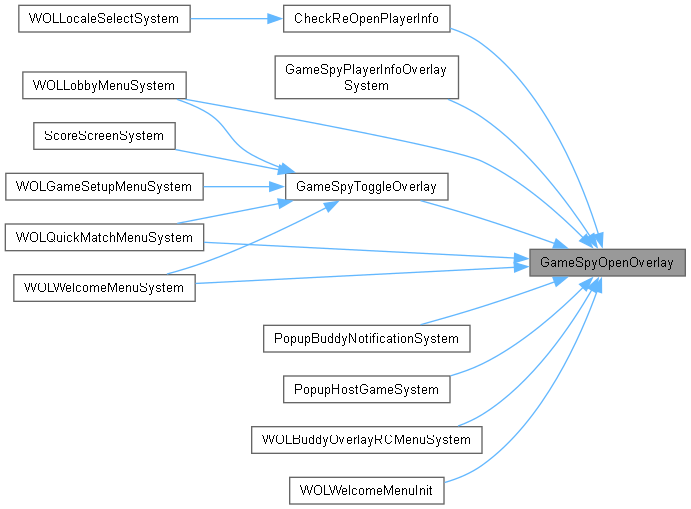 WOLLocaleSelectSystem
CheckReOpenPlayerInfo
GameSpyPlayerInfoOverlay
System
WOLLobbyMenuSystem
ScoreScreenSystem
WOLGameSetupMenuSystem
GameSpyToggleOverlay
WOLQuickMatchMenuSystem
GameSpyOpenOverlay
WOLWelcomeMenuSystem
PopupBuddyNotificationSystem
PopupHostGameSystem
WOLBuddyOverlayRCMenuSystem
WOLWelcomeMenuInit